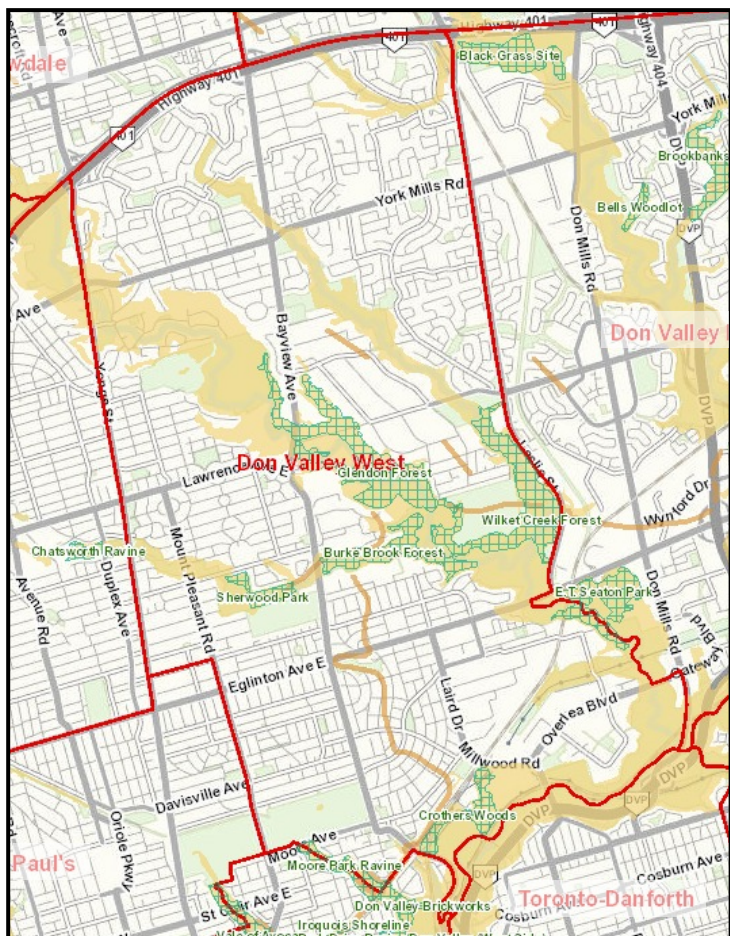 Ave
Highway 401
401
401
401
Highway 401
Highway 404
wdale
Black Grass Site
York Mill
DVP
Brookbanks
York Mills Rd
Bells Woodlot
DVP
Don Mills Rd
Ave
Bayview Ave
Don Valley
Yonge St
DVP
Don Valley West
Lawrence Ave E
Glendon Forest
Leslie St
Wynford Dr
Wilket Creek Forest
Chatsworth Ravine
Burke Brook Forest
Mount Pleasant Rd
Duplex Ave
Avenue Rd
Sherwood Park
E.T. Seaton Park
Don Mills Rd
Blvd
Gateway
Eglinton Ave E
Laird Dr
Overlea Blvd
Millwood Rd
DVP
DVP
Davisville Ave
Oriole Pkwy
Crothers Woods
Moore Ave
Paul's
Moore Park Ravine
DVP
Cosburn Ave
St Clair Ave E
Don Valley Brickworks
Toronto-Danforth
Cosburn Ave
Iroquois Shoreline